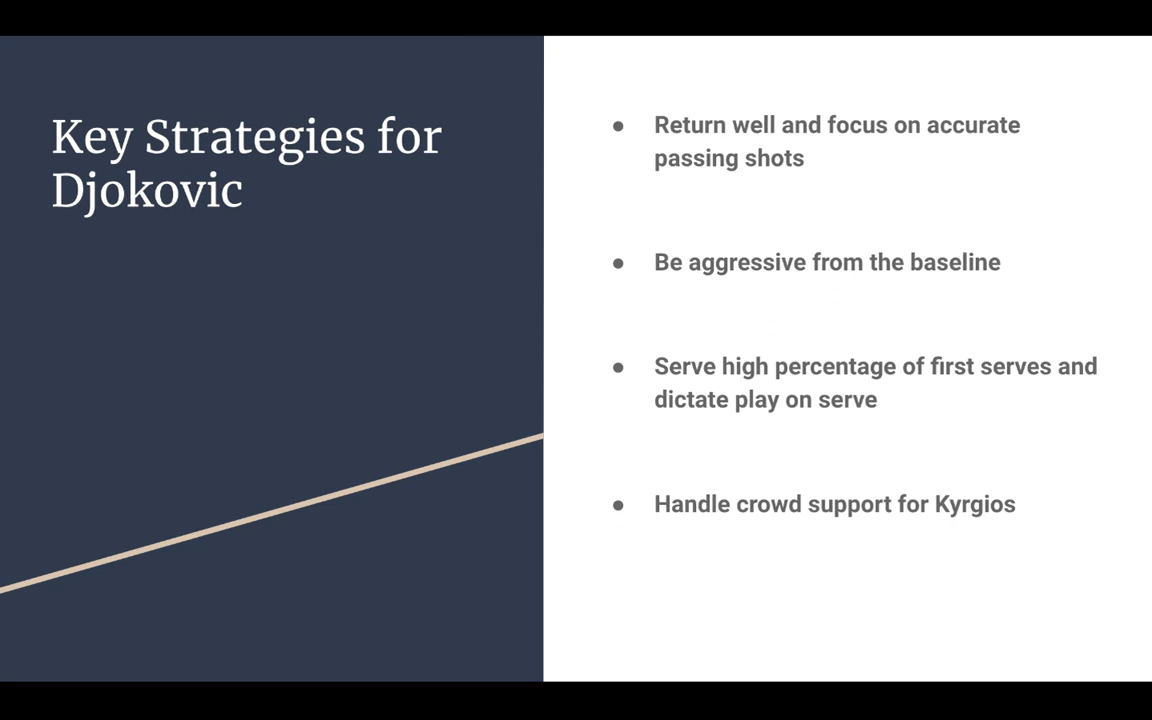 Key Strategies for
Djokovic
● Return well and focus on accurate
passing shots
● Be aggressive from the baseline
● Serve high percentage of first serves and
dictate play on serve
● Handle crowd support for Kyrgios